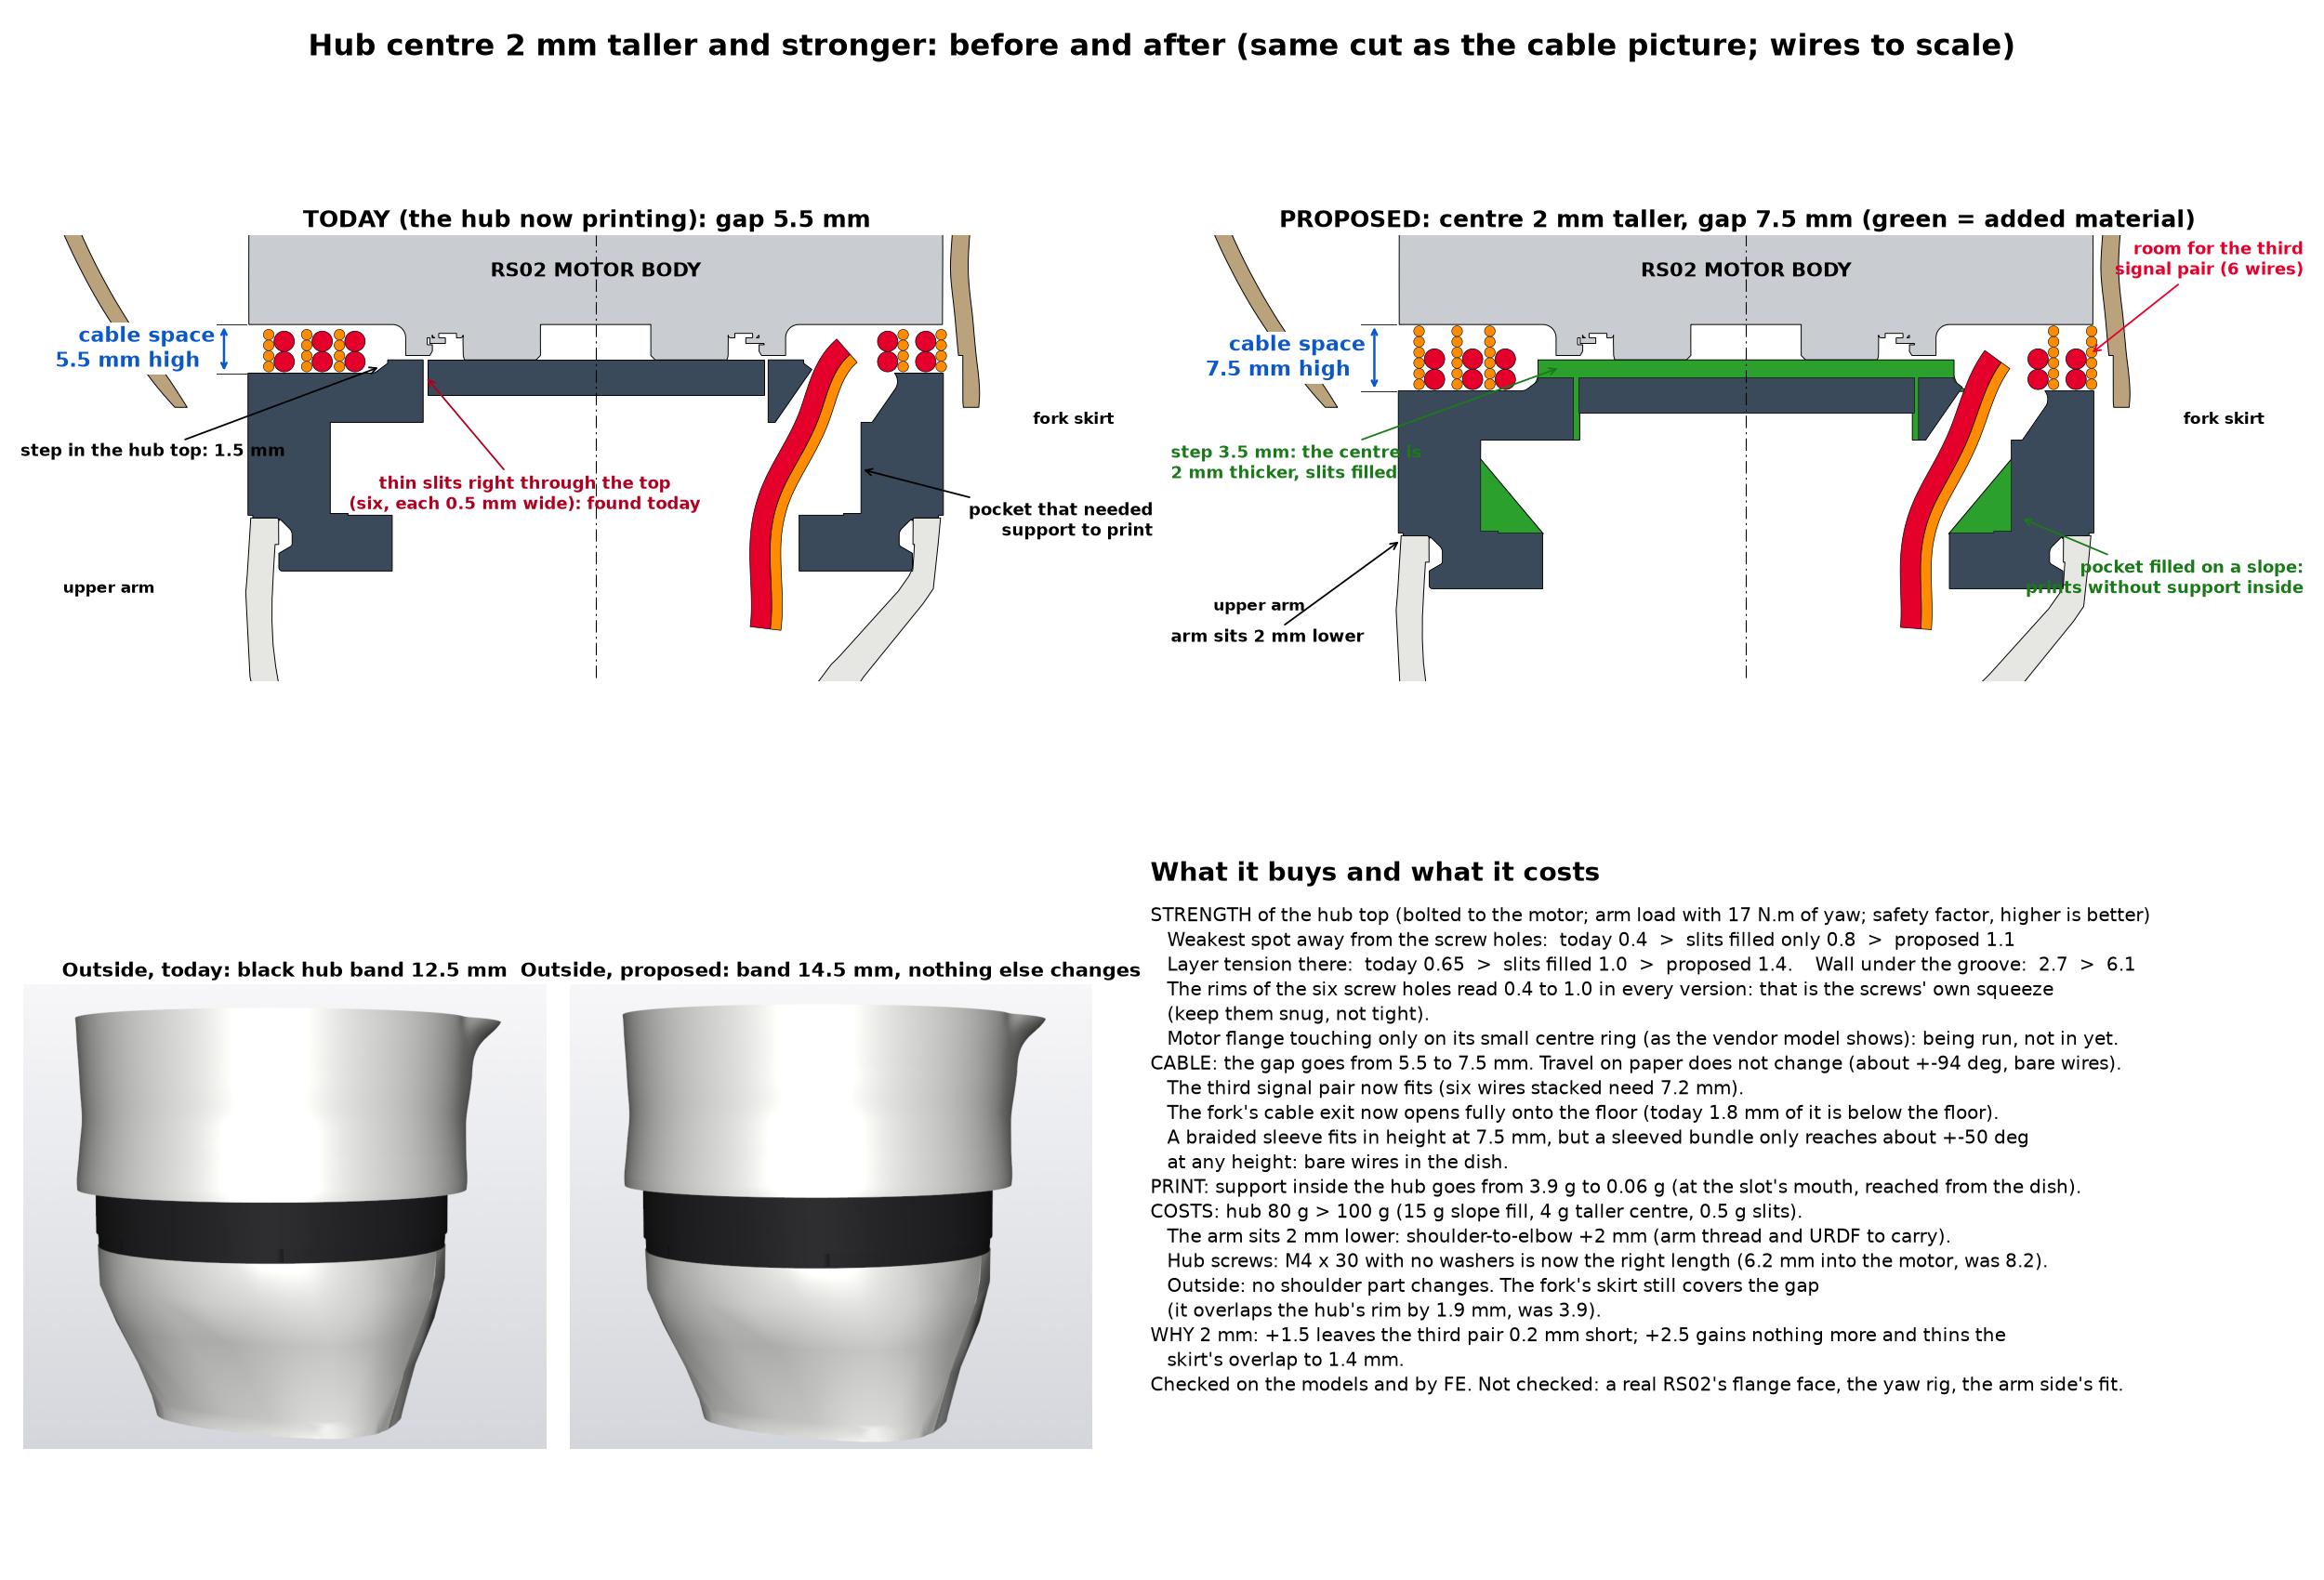 Hub centre 2 mm taller and stronger: before and after (same cut as the cable picture; wires to scale)
TODAY (the hub now printing): gap 5.5 mm
RS02 MOTOR BODY
cable space
5.5 mm high
step in the hub top: 1.5 mm
thin slits right through the top
(six, each 0.5 mm wide): found today
fork skirt
pocket that needed
support to print
upper arm
PROPOSED: centre 2 mm taller, gap 7.5 mm (green = added material)
RS02 MOTOR BODY
room for the third
signal pair (6 wires)
cable space
7.5 mm high
fork skirt
step 3.5 mm: the centre is
2 mm thicker, slits filled
pocket filled on a slope:
prints without support inside
upper arm
arm sits 2 mm lower
Outside, today: black hub band 12.5 mm
Outside, proposed: band 14.5 mm, nothing else changes
What it buys and what it costs
STRENGTH of the hub top (bolted to the motor; arm load with 17 N.m of yaw; safety factor, higher is better)
Weakest spot away from the screw holes:  today 0.4  >  slits filled only 0.8  >  proposed 1.1
Layer tension there:  today 0.65  >  slits filled 1.0  >  proposed 1.4.    Wall under the groove:  2.7  >  6.1
The rims of the six screw holes read 0.4 to 1.0 in every version: that is the screws' own squeeze
(keep them snug, not tight).
Motor flange touching only on its small centre ring (as the vendor model shows): being run, not in yet.
CABLE: the gap goes from 5.5 to 7.5 mm. Travel on paper does not change (about +-94 deg, bare wires).
The third signal pair now fits (six wires stacked need 7.2 mm).
The fork's cable exit now opens fully onto the floor (today 1.8 mm of it is below the floor).
A braided sleeve fits in height at 7.5 mm, but a sleeved bundle only reaches about +-50 deg
at any height: bare wires in the dish.
PRINT: support inside the hub goes from 3.9 g to 0.06 g (at the slot's mouth, reached from the dish).
COSTS: hub 80 g > 100 g (15 g slope fill, 4 g taller centre, 0.5 g slits).
The arm sits 2 mm lower: shoulder-to-elbow +2 mm (arm thread and URDF to carry).
Hub screws: M4 x 30 with no washers is now the right length (6.2 mm into the motor, was 8.2).
Outside: no shoulder part changes. The fork's skirt still covers the gap
(it overlaps the hub's rim by 1.9 mm, was 3.9).
WHY 2 mm: +1.5 leaves the third pair 0.2 mm short; +2.5 gains nothing more and thins the
skirt's overlap to 1.4 mm.
Checked on the models and by FE. Not checked: a real RS02's flange face, the yaw rig, the arm side's fit.